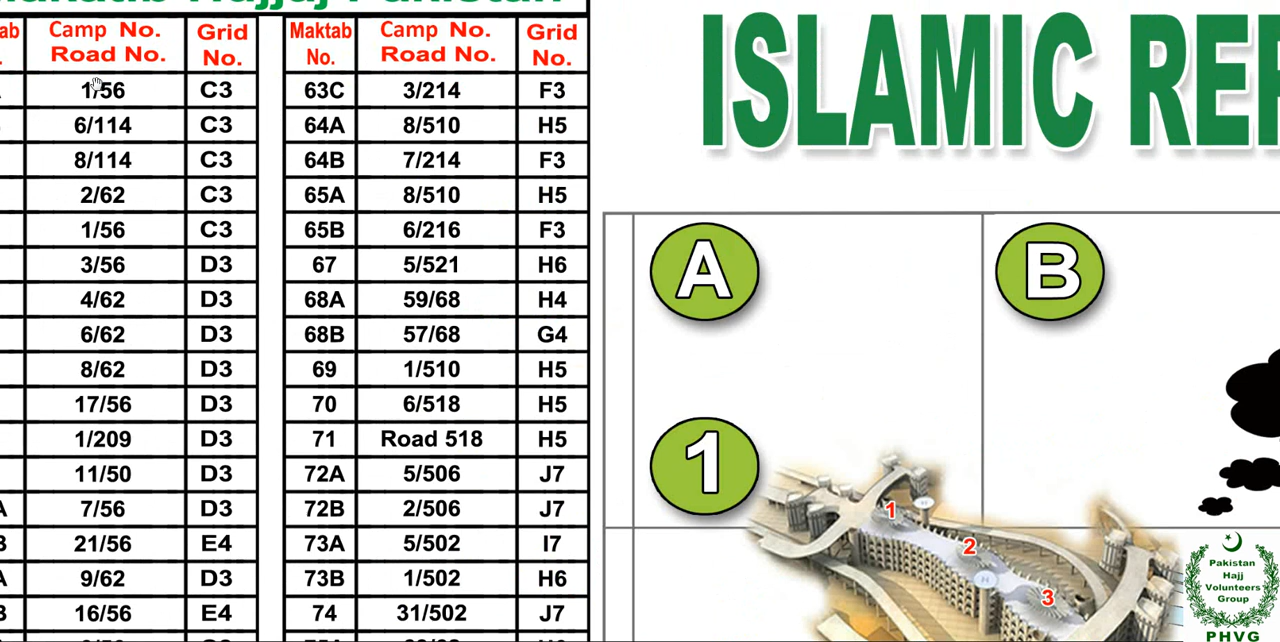 Camp No. Grid Maktab Camp No. Grid
Road No. No. No. Road No. No.
1/56 C3 63C 3/214 F3
6/114 C3 64A 8/510 H5
8/114 C3 64B 7/214 F3
2/62 C3 65A 8/510 H5
1/56 C3 65B 6/216 F3
3/56 D3 67 5/521 H6
4/62 D3 68A 59/68 H4
6/62 D3 68B 57/68 G4
8/62 D3 69 1/510 H5
17/56 D3 70 6/518 H5
1/209 D3 71 Road 518 H5
11/50 D3 72A 5/506 J7
7/56 D3 72B 2/506 J7
21/56 E4 73A 5/502 I7
9/62 D3 73B 1/502 H6
16/56 E4 74 31/502 J7
ISLAMIC
A B
1
1
2
3
H
H
Pakistan
Hajj
Volunteers
Group
PHVG